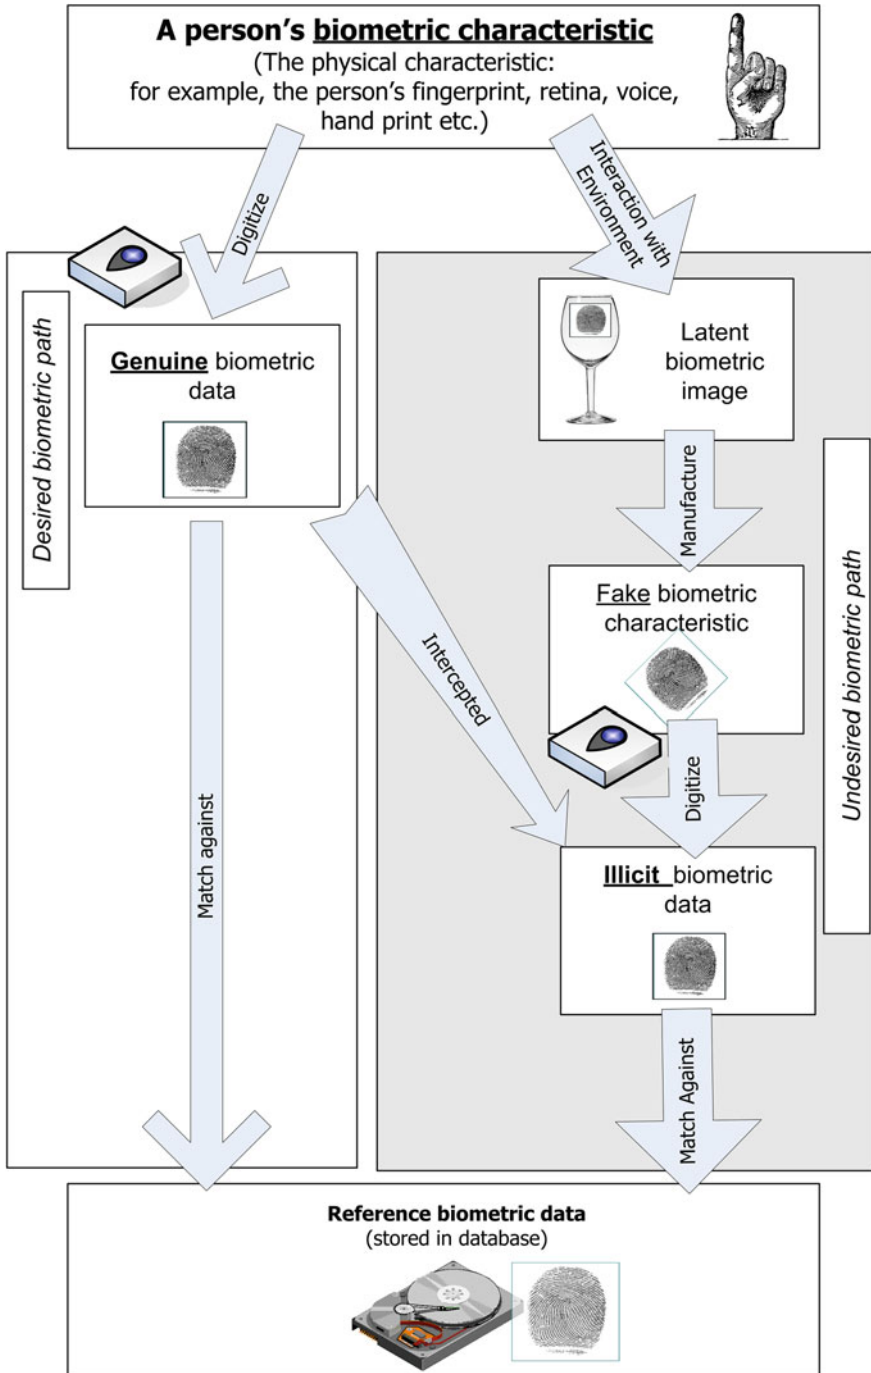 A person's biometric characteristic
(The physical characteristic:
for example, the person's fingerprint, retina, voice,
hand print etc.)
Digitize
Interaction with
Environment
Desired biometric path
Genuine biometric
data
Latent
biometric
image
Manufacture
Undesired biometric path
Fake biometric
characteristic
Intercepted
Digitize
Illicit biometric
data
Match against
Match Against
Reference biometric data
(stored in database)